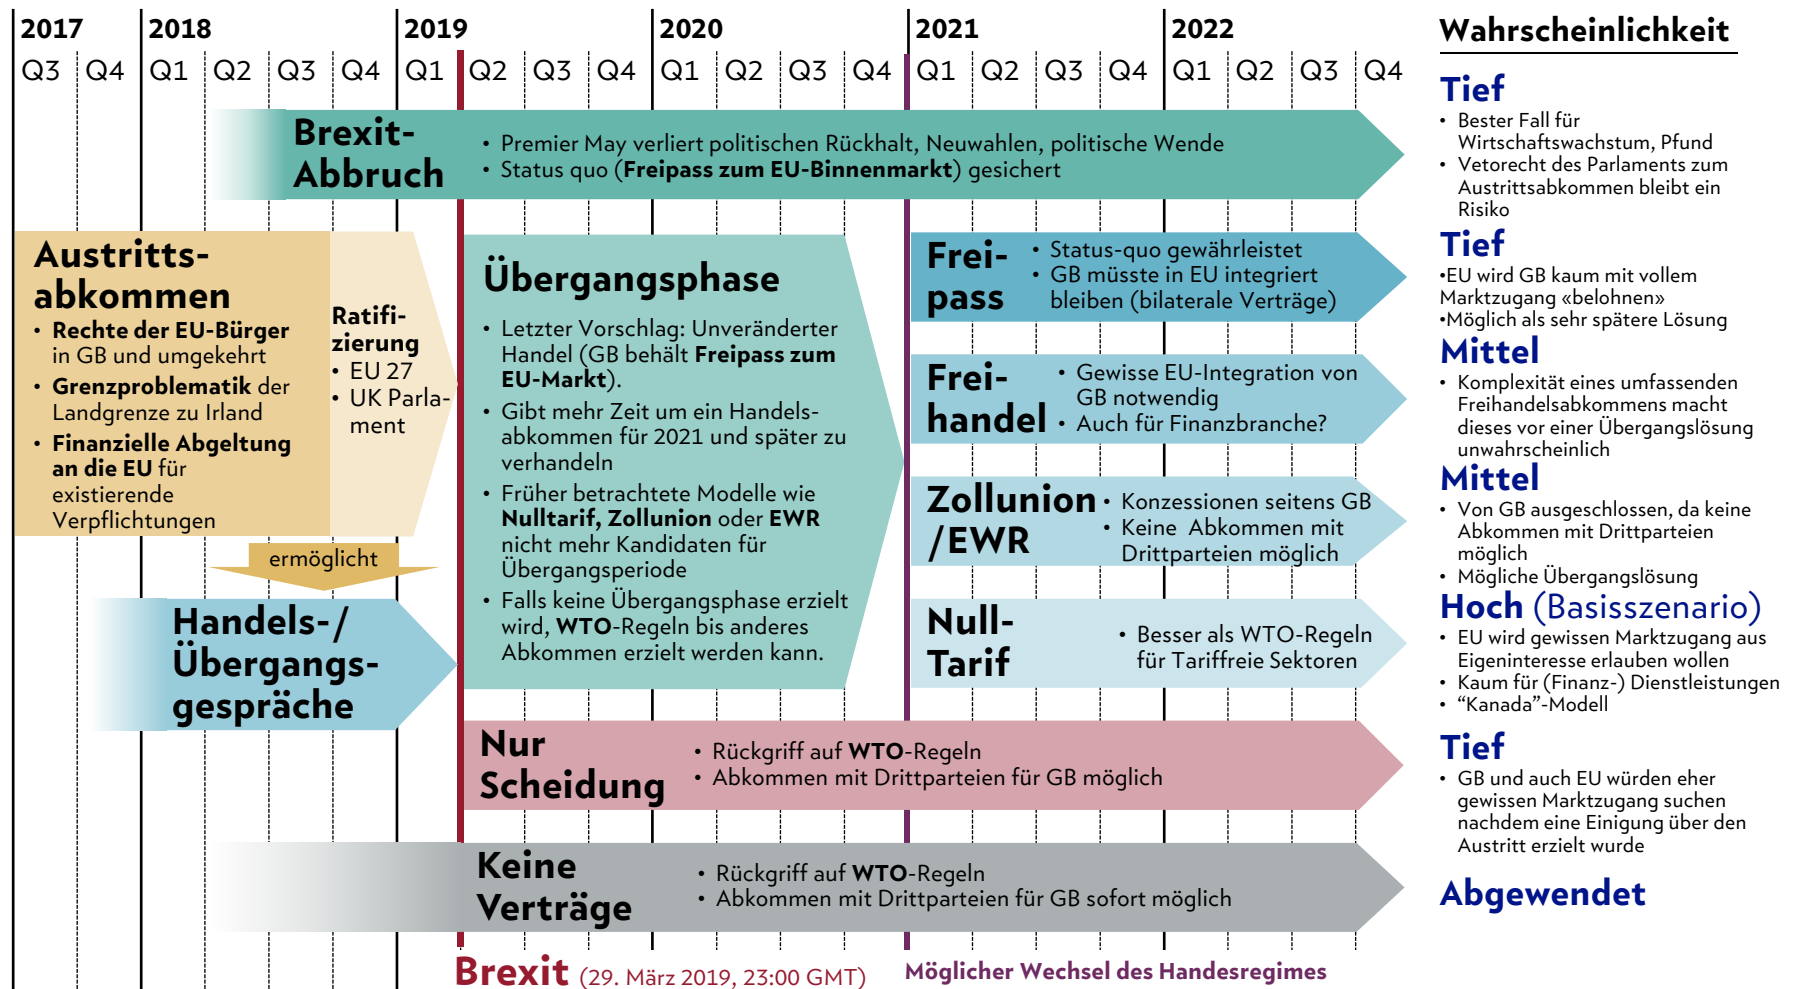 2017 2018 2019 2020 2021 2022
Q3 Q4 Q1 Q2 Q3 Q4 Q1 Q2 Q3 Q4 Q1 Q2 Q3 Q4 Q1 Q2 Q3 Q4 Q1 Q2 Q3 Q4
Wahrscheinlichkeit
Brexit-
Abbruch
• Premier May verliert politischen Rückhalt, Neuwahlen, politische Wende
• Status quo (Freipass zum EU-Binnenmarkt) gesichert
Tief
• Bester Fall für
Wirtschaftswachstum, Pfund
• Vetorecht des Parlaments zum
Austrittsabkommen bleibt ein
Risiko
Austritts-
abkommen
• Rechte der EU-Bürger
in GB und umgekehrt
• Grenzproblematik der
Landgrenze zu Irland
• Finanzielle Abgeltung
an die EU für
existierende
Verpflichtungen
Ratifi-
zierung
• EU 27
• UK Parla-
ment
ermöglicht
Handels-/
Übergangs-
gespräche
Übergangsphase
• Letzter Vorschlag: Unveränderter
Handel (GB behält Freipass zum
EU-Markt).
• Gibt mehr Zeit um ein Handels-
abkommen für 2021 und später zu
verhandeln
• Früher betrachtete Modelle wie
Nulltarif, Zollunion oder EWR
nicht mehr Kandidaten für
Übergangsperiode
• Falls keine Übergangsphase erzielt
wird, WTO-Regeln bis anderes
Abkommen erzielt werden kann.
Frei-
pass
• Status-quo gewährleistet
• GB müsste in EU integriert
bleiben (bilaterale Verträge)
Tief
•EU wird GB kaum mit vollem
Marktzugang «belohnen»
•Möglich als sehr spätere Lösung
Frei-
handel
• Gewisse EU-Integration von
GB notwendig
• Auch für Finanzbranche?
Mittel
• Komplexität eines umfassenden
Freihandelsabkommens macht
dieses vor einer Übergangslösung
unwahrscheinlich
Zollunion
/EWR
• Konzessionen seitens GB
• Keine Abkommen mit
Drittparteien möglich
Mittel
• Von GB ausgeschlossen, da keine
Abkommen mit Drittparteien
möglich
• Mögliche Übergangslösung
Null-
Tarif
• Besser als WTO-Regeln
für Tariffreie Sektoren
Hoch (Basisszenario)
• EU wird gewissen Marktzugang aus
Eigeninteresse erlauben wollen
• Kaum für (Finanz-) Dienstleistungen
• “Kanada”-Modell
Nur
Scheidung
• Rückgriff auf WTO-Regeln
• Abkommen mit Drittparteien für GB möglich
Tief
• GB und auch EU würden eher
gewissen Marktzugang suchen
nachdem eine Einigung über den
Austritt erzielt wurde
Keine
Verträge
• Rückgriff auf WTO-Regeln
• Abkommen mit Drittparteien für GB sofort möglich
Abgewendet
Brexit (29. März 2019, 23:00 GMT)
Möglicher Wechsel des Handesregimes